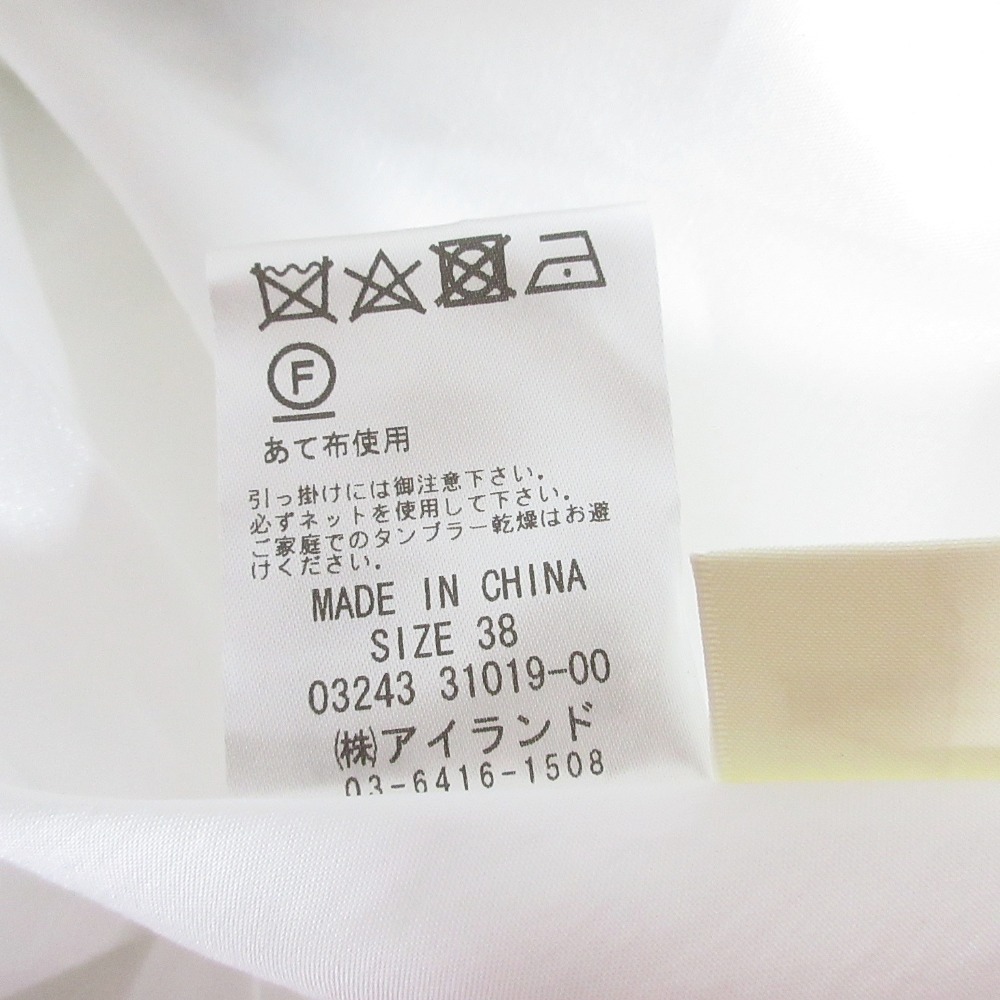 F
あて布使用
引っ掛けには御注意下さい.
必ずネットを使用して下さい.
ご家庭でのタンブラー乾燥はお避
けください.
MADE IN CHINA
SIZE 38
03243 31019-00
(株)アイランド
03-6416-1508